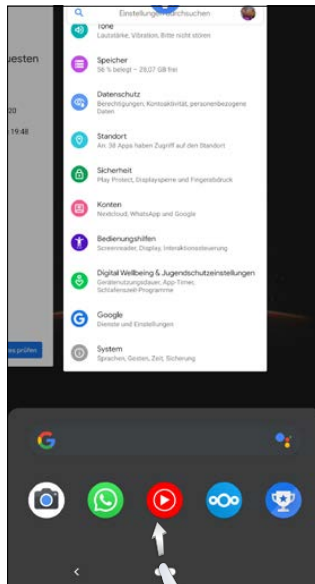 Einstellungen durchsuchen
Töne
Lautstärke, Vibration, Bitte nicht stören
uesten
Speicher
56 % belegt – 28,07 GB frei
Datenschutz
Berechtigungen, Kontoaktivität, personenbezogene
Daten
20
19:48
Standort
An. 38 Apps haben Zugriff auf den Standort
Sicherheit
Play Protect, Displaysperre und Fingerabdruck
Konten
Nextcloud, WhatsApp und Google
Bedienungshilfen
Screenreader, Display, Interaktionssteuerung
Digital Wellbeing & Jugendschutzeinstellungen
Gerätenutzungsdauer, App-Timer,
Schlafenszeit-Programme
Google
Dienste und Einstellungen
es prüfen
System
Sprachen, Gesten, Zeit, Sicherung